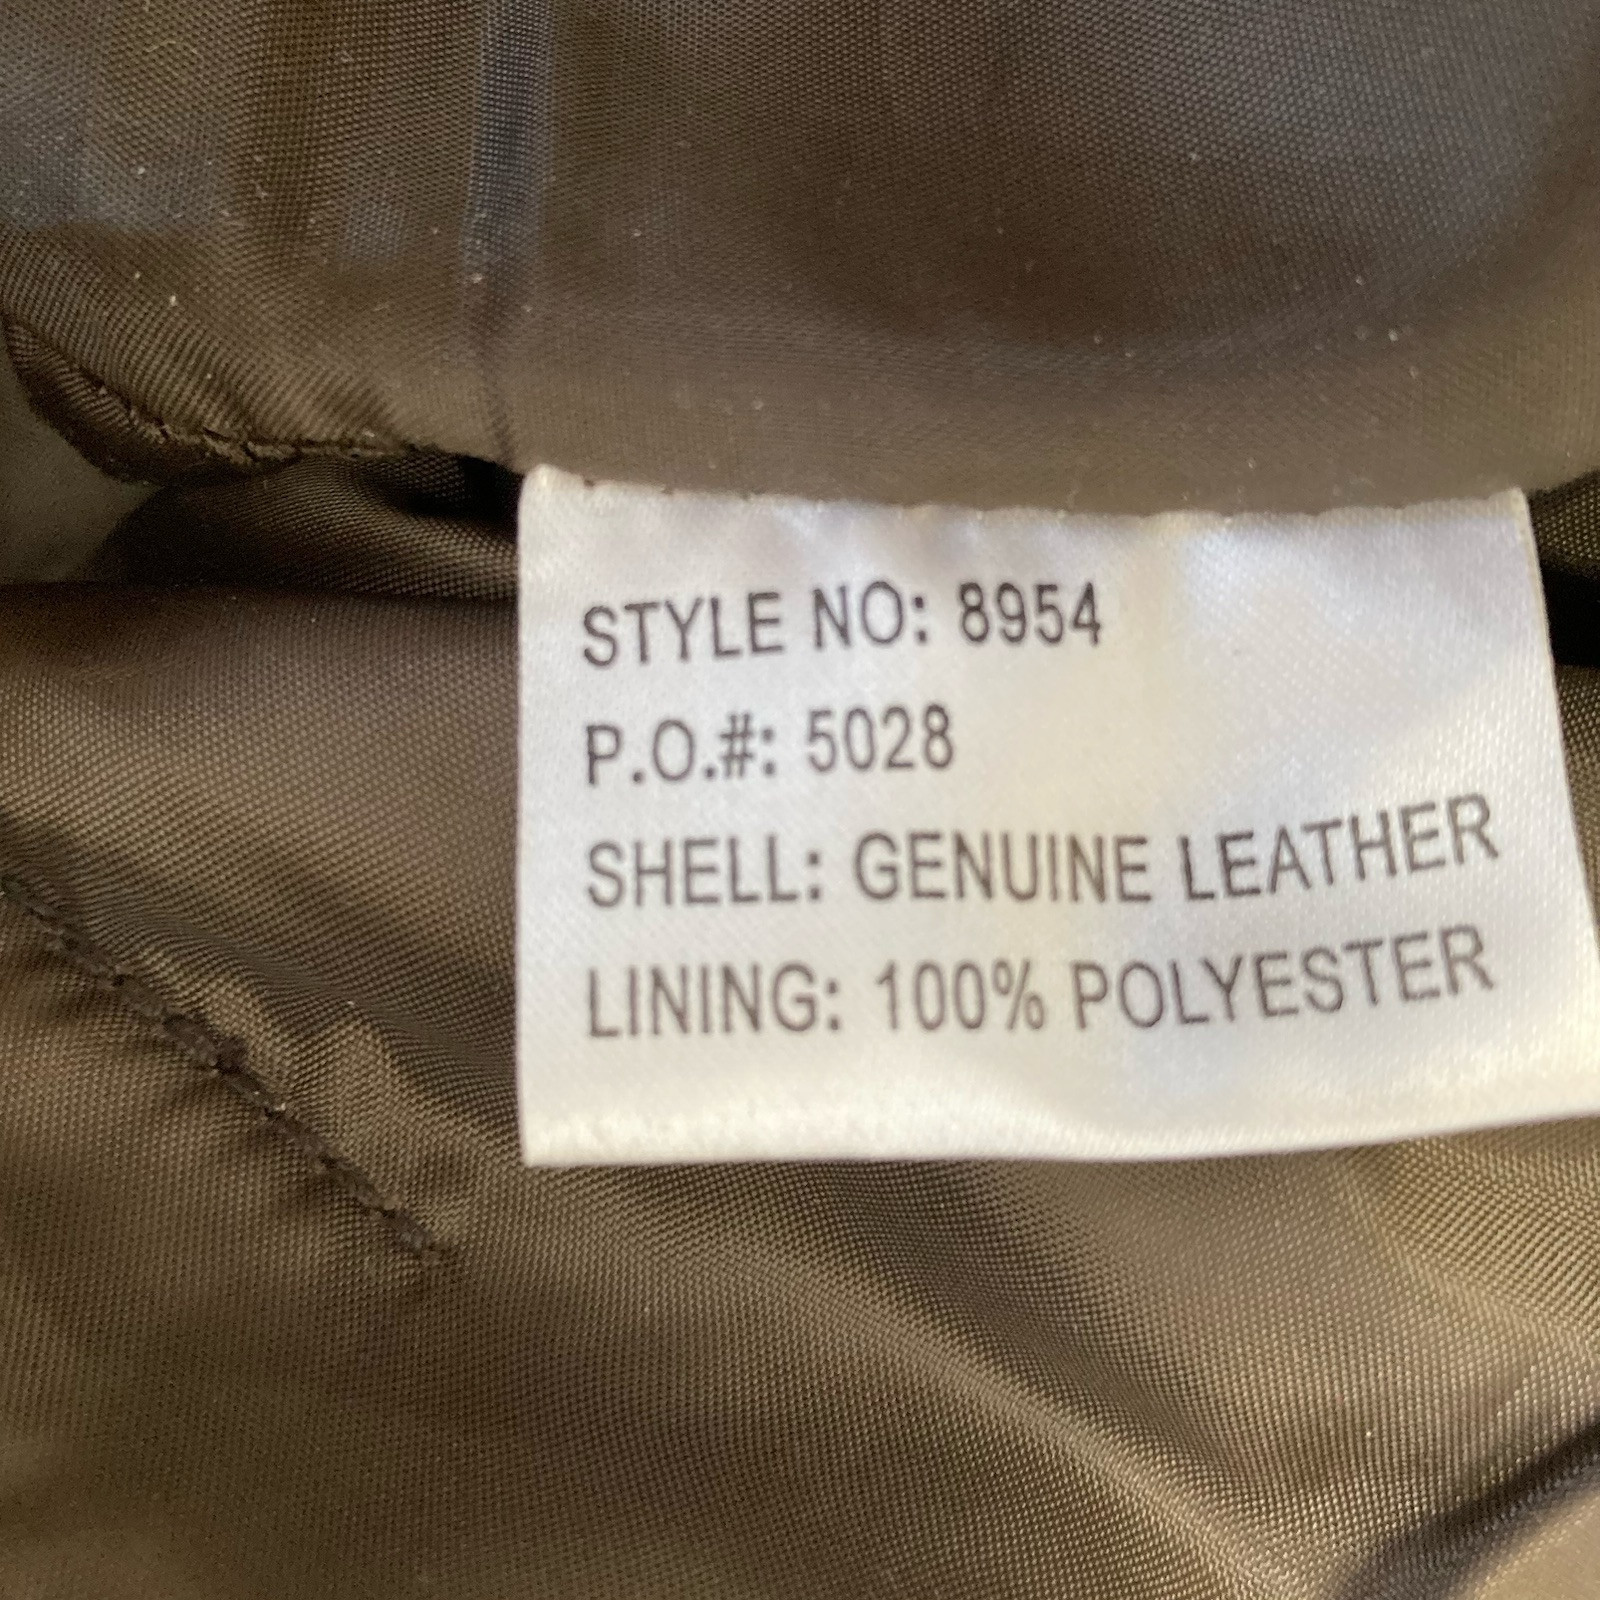 STYLE NO: 8954
P.O.#: 5028
SHELL: GENUINE LEATHER
LINING: 100% POLYESTER